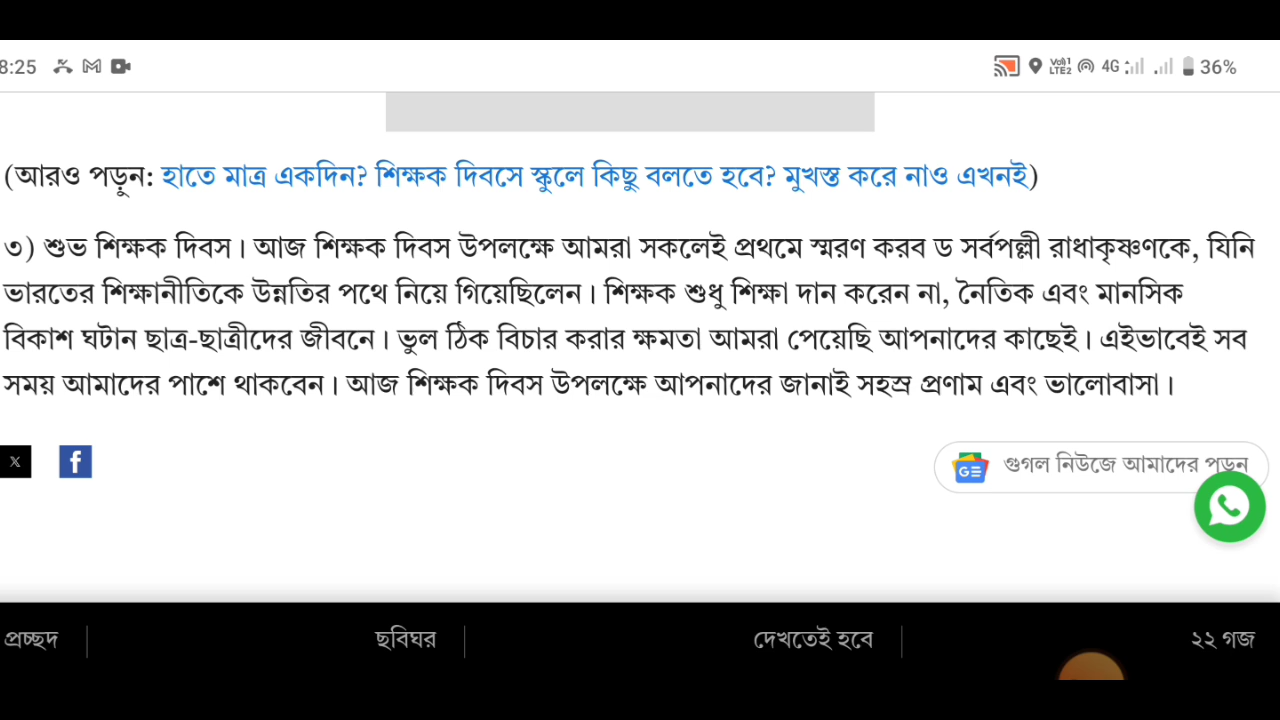 8:25
Vo)) 1
LTE2
4G
36%
(আরও পড়ুন: হাতে মাত্র একদিন? শিক্ষক দিবসে স্কুলে কিছু বলতে হবে? মুখস্ত করে নাও এখনই)
৩) শুভ শিক্ষক দিবস। আজ শিক্ষক দিবস উপলক্ষে আমরা সকলেই প্রথমে স্মরণ করব ড সর্বপল্লী রাধাকৃষ্ণণকে, যিনি
ভারতের শিক্ষানীতিকে উন্নতির পথে নিয়ে গিয়েছিলেন। শিক্ষক শুধু শিক্ষা দান করেন না, নৈতিক এবং মানসিক
বিকাশ ঘটান ছাত্র-ছাত্রীদের জীবনে। ভুল ঠিক বিচার করার ক্ষমতা আমরা পেয়েছি আপনাদের কাছেই। এইভাবেই সব
সময় আমাদের পাশে থাকবেন। আজ শিক্ষক দিবস উপলক্ষে আপনাদের জানাই সহস্র প্রণাম এবং ভালোবাসা।
গুগল নিউজে আমাদের পড়ন
প্রচ্ছদ
ছবিঘর
দেখতেই হবে
২২ গজ